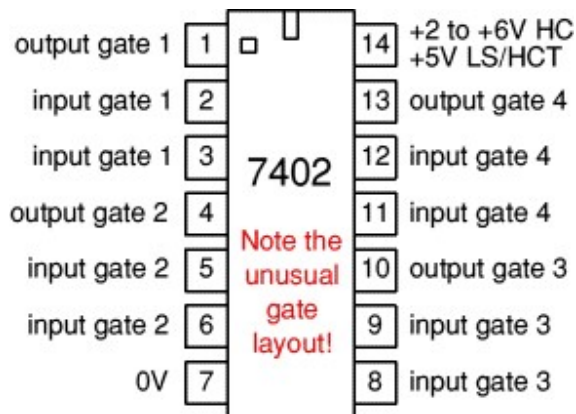 output gate 1 1
input gate 1 2
input gate 1 3
output gate 2 4
input gate 2 5
input gate 2 6
0V 7
7402
Note the
unusual
gate
layout!
14 +2 to +6V HC
+5V LS/HCT
13 output gate 4
12 input gate 4
11 input gate 4
10 output gate 3
9 input gate 3
8 input gate 3